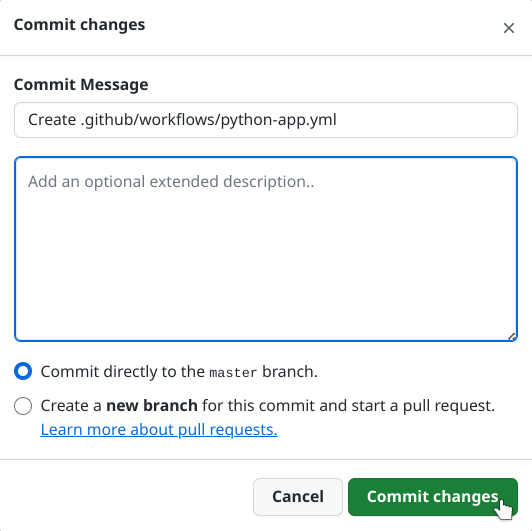 Commit changes
×
Commit Message
Create .github/workflows/python-app.yml
Add an optional extended description..
Commit directly to the master branch.
Create a new branch for this commit and start a pull request.
Learn more about pull requests.
Cancel
Commit changes